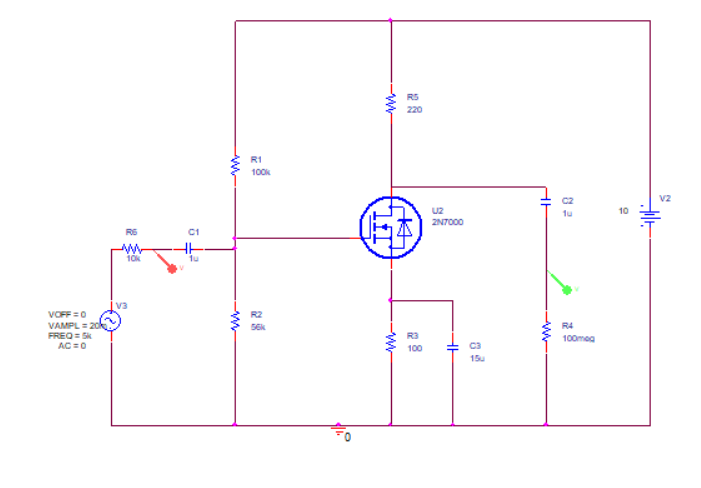 R5
220
R1
100k
U2
2N7000
C2
1u
V2
10
R6
10k
C1
1u
V
V
V3
VOFF = 0
VAMPL = 20m
FREQ = 5k
AC = 0
R2
56k
R3
100
C3
15u
R4
100meg
0